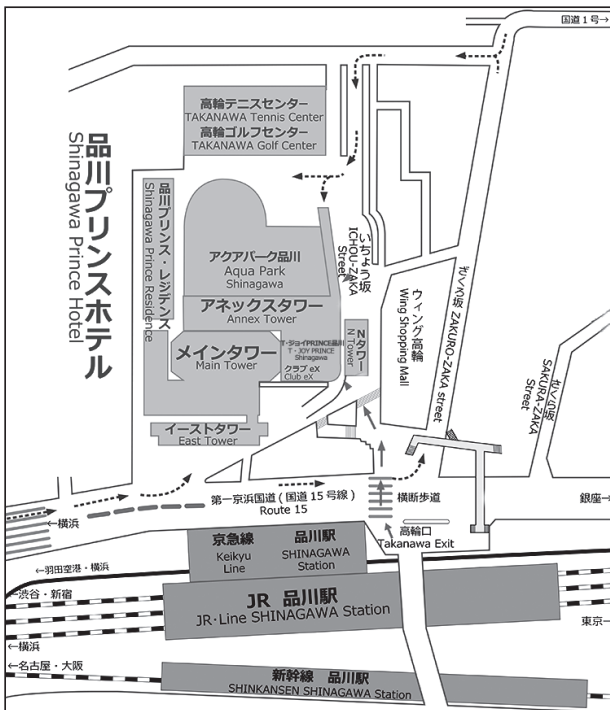 国道1号→
高輪テニスセンター
TAKANAWA Tennis Center
高輪ゴルフセンター
TAKANAWA Golf Center
品川プリンスホテル
Shinagawa Prince Hotel
品川プリンス・レジデンス
Shinagawa Prince Residence
いちょう坂
ICHOU-ZAKA
Street
アクアパーク品川
Aqua Park
Shinagawa
アネックスタワー
Annex Tower
メインタワー
Main Tower
T・ジョイPRINCE品川
T・JOY PRINCE
Shinagawa
クラブ eX
Club eX
Nタワー
N Tower
ウィング高輪
Wing Shopping Mall
ざくろ坂 ZAKURO-ZAKA street
さくら坂
SAKURA-ZAKA
Street
イーストタワー
East Tower
第一京浜国道(国道15号線)
Route 15
横断歩道
銀座→
←横浜
高輪口
Takanawa Exit
京急線 品川駅
Keikyu Line
SHINAGAWA Station
←羽田空港・横浜
←渋谷・新宿
JR 品川駅
JR・Line SHINAGAWA Station
東京→
←横浜
←名古屋・大阪
新幹線 品川駅
SHINKANSEN SHINAGAWA Station